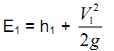 E₁ = h₁ + V₁²/2g